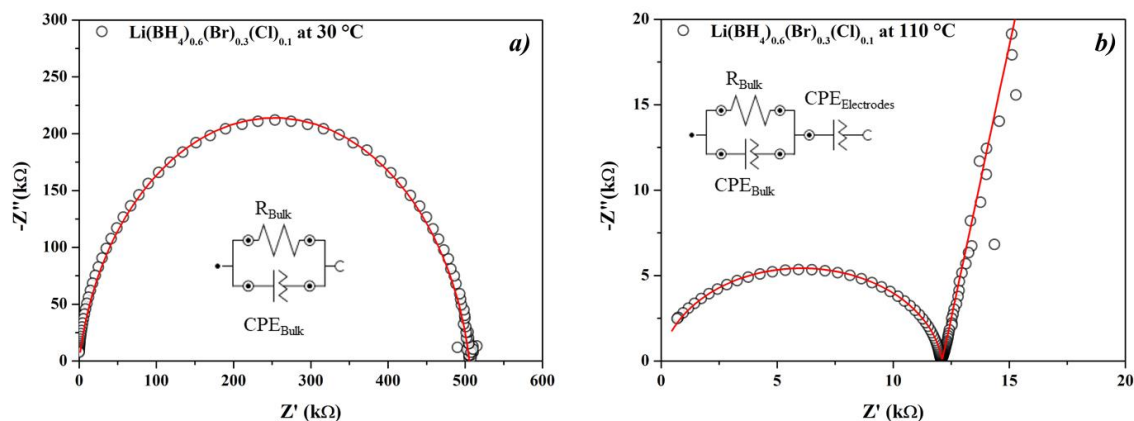 Li(BH4)0.6(Br)0.3(Cl)0.1 at 30 °C
a)
300
250
200
150
100
50
0
-Z''(kΩ)
RBulk
CPEBulk
0 100 200 300 400 500 600
Z' (kΩ)
Li(BH4)0.6(Br)0.3(Cl)0.1 at 110 °C
b)
20
15
10
5
0
-Z''(kΩ)
RBulk
CPEElectrodes
CPEBulk
0 5 10 15 20
Z' (kΩ)